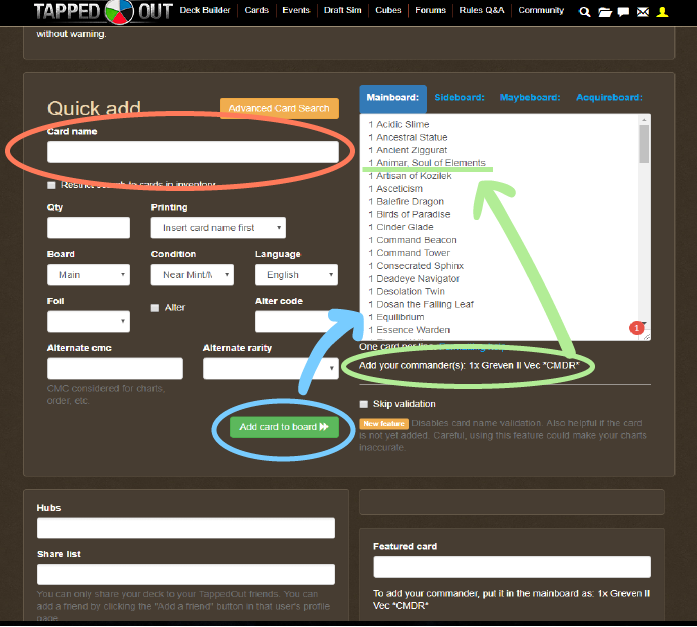 TAPPED OUT Deck Builder Cards Events Draft Sim Cubes Forums Rules Q&A Community
without warning.
Quick add
Advanced Card Search
Card name
Restrict search to cards in inventory
Qty
Printing
Insert card name first
Board
Condition
Language
Main
Near Mint/M
English
Foil
Alter
Alter code
Alternate cmc
Alternate rarity
CMC considered for charts,
order, etc.
Add card to board
Mainboard:
Sideboard:
Maybeboard:
Acquireboard:
1 Acidic Slime
1 Ancestral Statue
1 Ancient Ziggurat
1 Animar, Soul of Elements
1 Artisan of Kozilek
1 Asceticism
1 Balefire Dragon
1 Birds of Paradise
1 Cinder Glade
1 Command Beacon
1 Command Tower
1 Consecrated Sphinx
1 Deadeye Navigator
1 Desolation Twin
1 Dosan the Falling Leaf
1 Equilibrium
1 Essence Warden
1
One card per line
Add your commander(s): 1x Greven Il Vec *CMDR*
Skip validation
New feature Disables card name validation. Also helpful if the card
is not yet added. Careful, using this feature could make your charts
inaccurate.
Hubs
Share list
You can only share your deck to your TappedOut friends. You can
add a friend by clicking the "Add a friend" button in that user's profile
page.
Featured card
To add your commander, put it in the mainboard as: 1x Greven Il
Vec *CMDR*